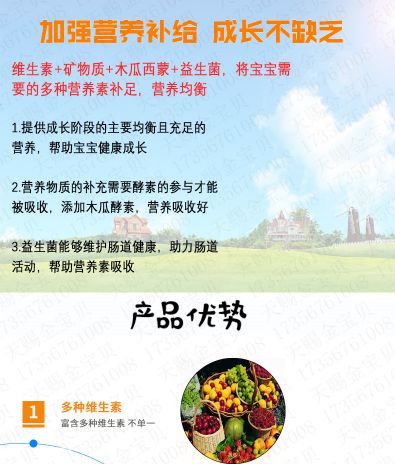 加强营养补给 成长不缺乏
维生素+矿物质+木瓜西蒙+益生菌，将宝宝需
要的多种营养素补足，营养均衡
1.提供成长阶段的主要均衡且充足的
营养，帮助宝宝健康成长
2.营养物质的补充需要酵素的参与才能
被吸收，添加木瓜酵素，营养吸收好
3.益生菌能够维护肠道健康，助力肠道
活动，帮助营养素吸收
产品优势
1
多种维生素
富含多种维生素 不单一